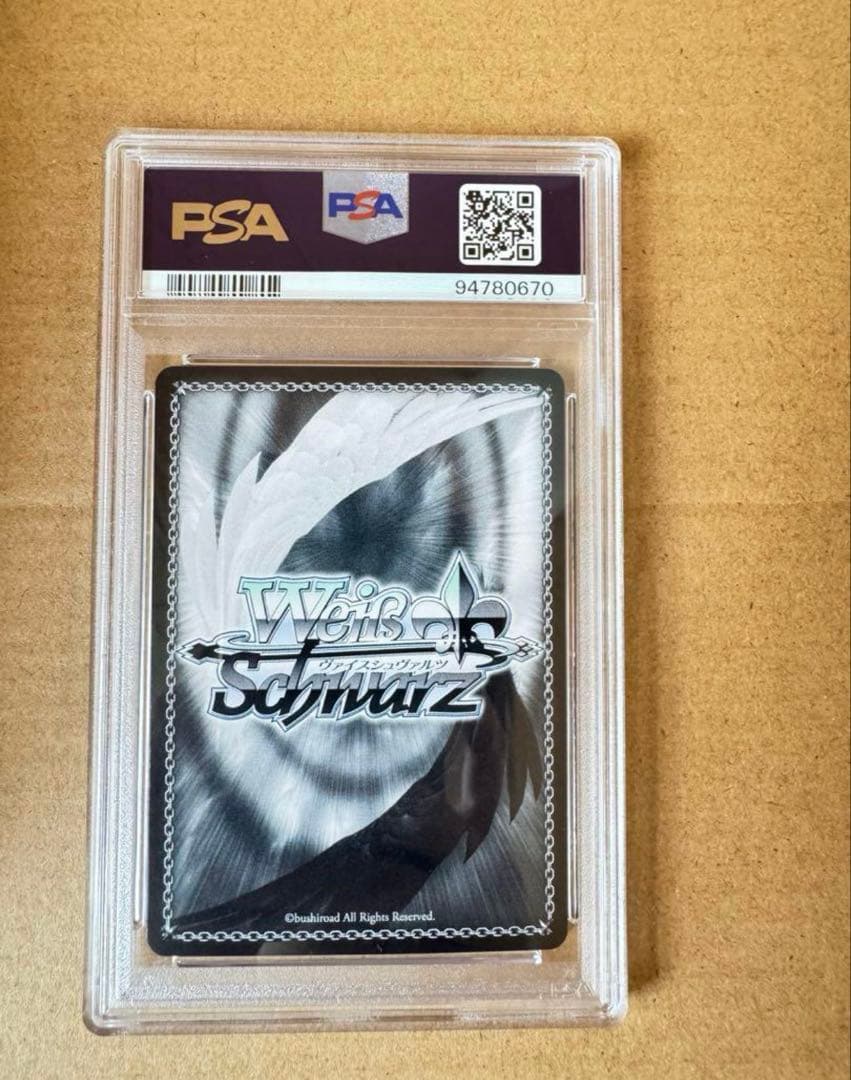 PSA
PSA
94780670
Weiß
ヴァイスシュヴァルツ
Schwarz
©bushiroad All Rights Reserved.